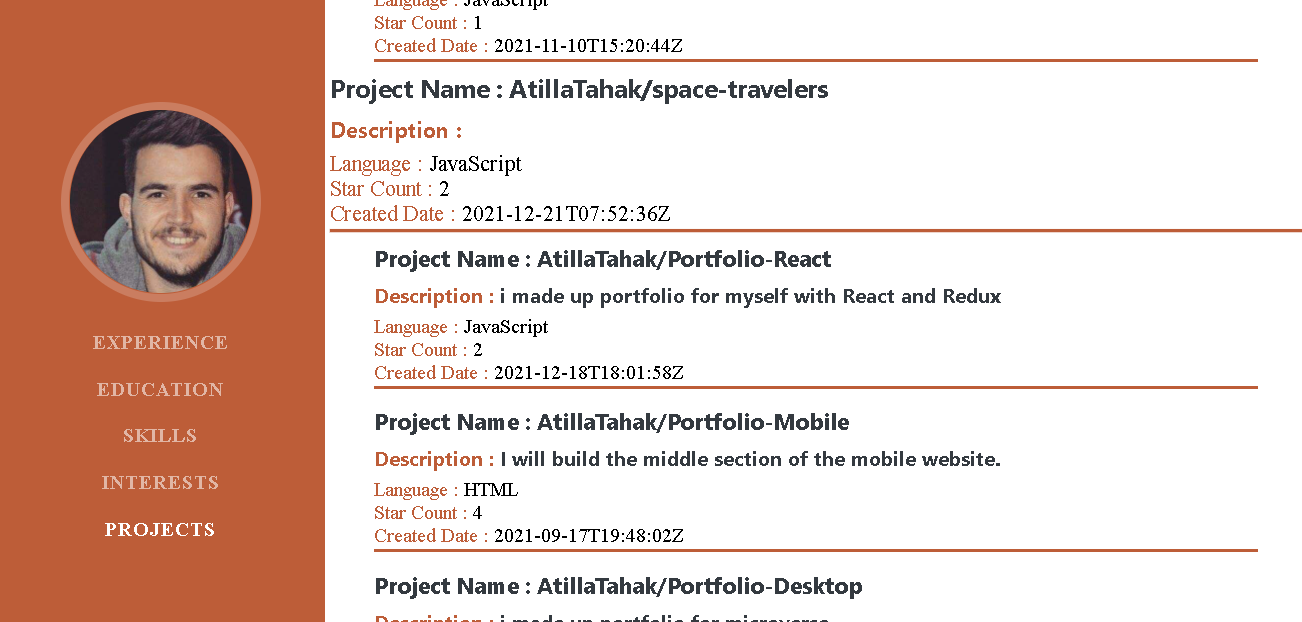 EXPERIENCE
EDUCATION
SKILLS
INTERESTS
PROJECTS
Language : JavaScript
Star Count : 1
Created Date : 2021-11-10T15:20:44Z
Project Name : AtillaTahak/space-travelers
Description :
Language : JavaScript
Star Count : 2
Created Date : 2021-12-21T07:52:36Z
Project Name : AtillaTahak/Portfolio-React
Description : i made up portfolio for myself with React and Redux
Language : JavaScript
Star Count : 2
Created Date : 2021-12-18T18:01:58Z
Project Name : AtillaTahak/Portfolio-Mobile
Description : I will build the middle section of the mobile website.
Language : HTML
Star Count : 4
Created Date : 2021-09-17T19:48:02Z
Project Name : AtillaTahak/Portfolio-Desktop
Description : i made up portfolio for microverse